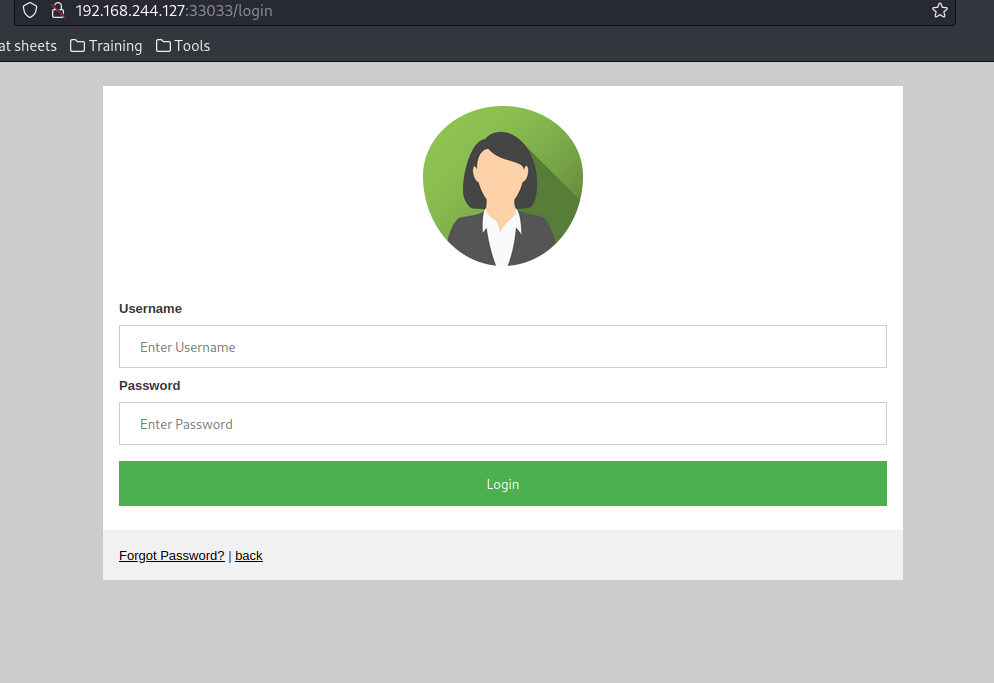 192.168.244.127:33033/login
at sheets Training Tools
Username
Enter Username
Password
Enter Password
Login
Forgot Password? | back